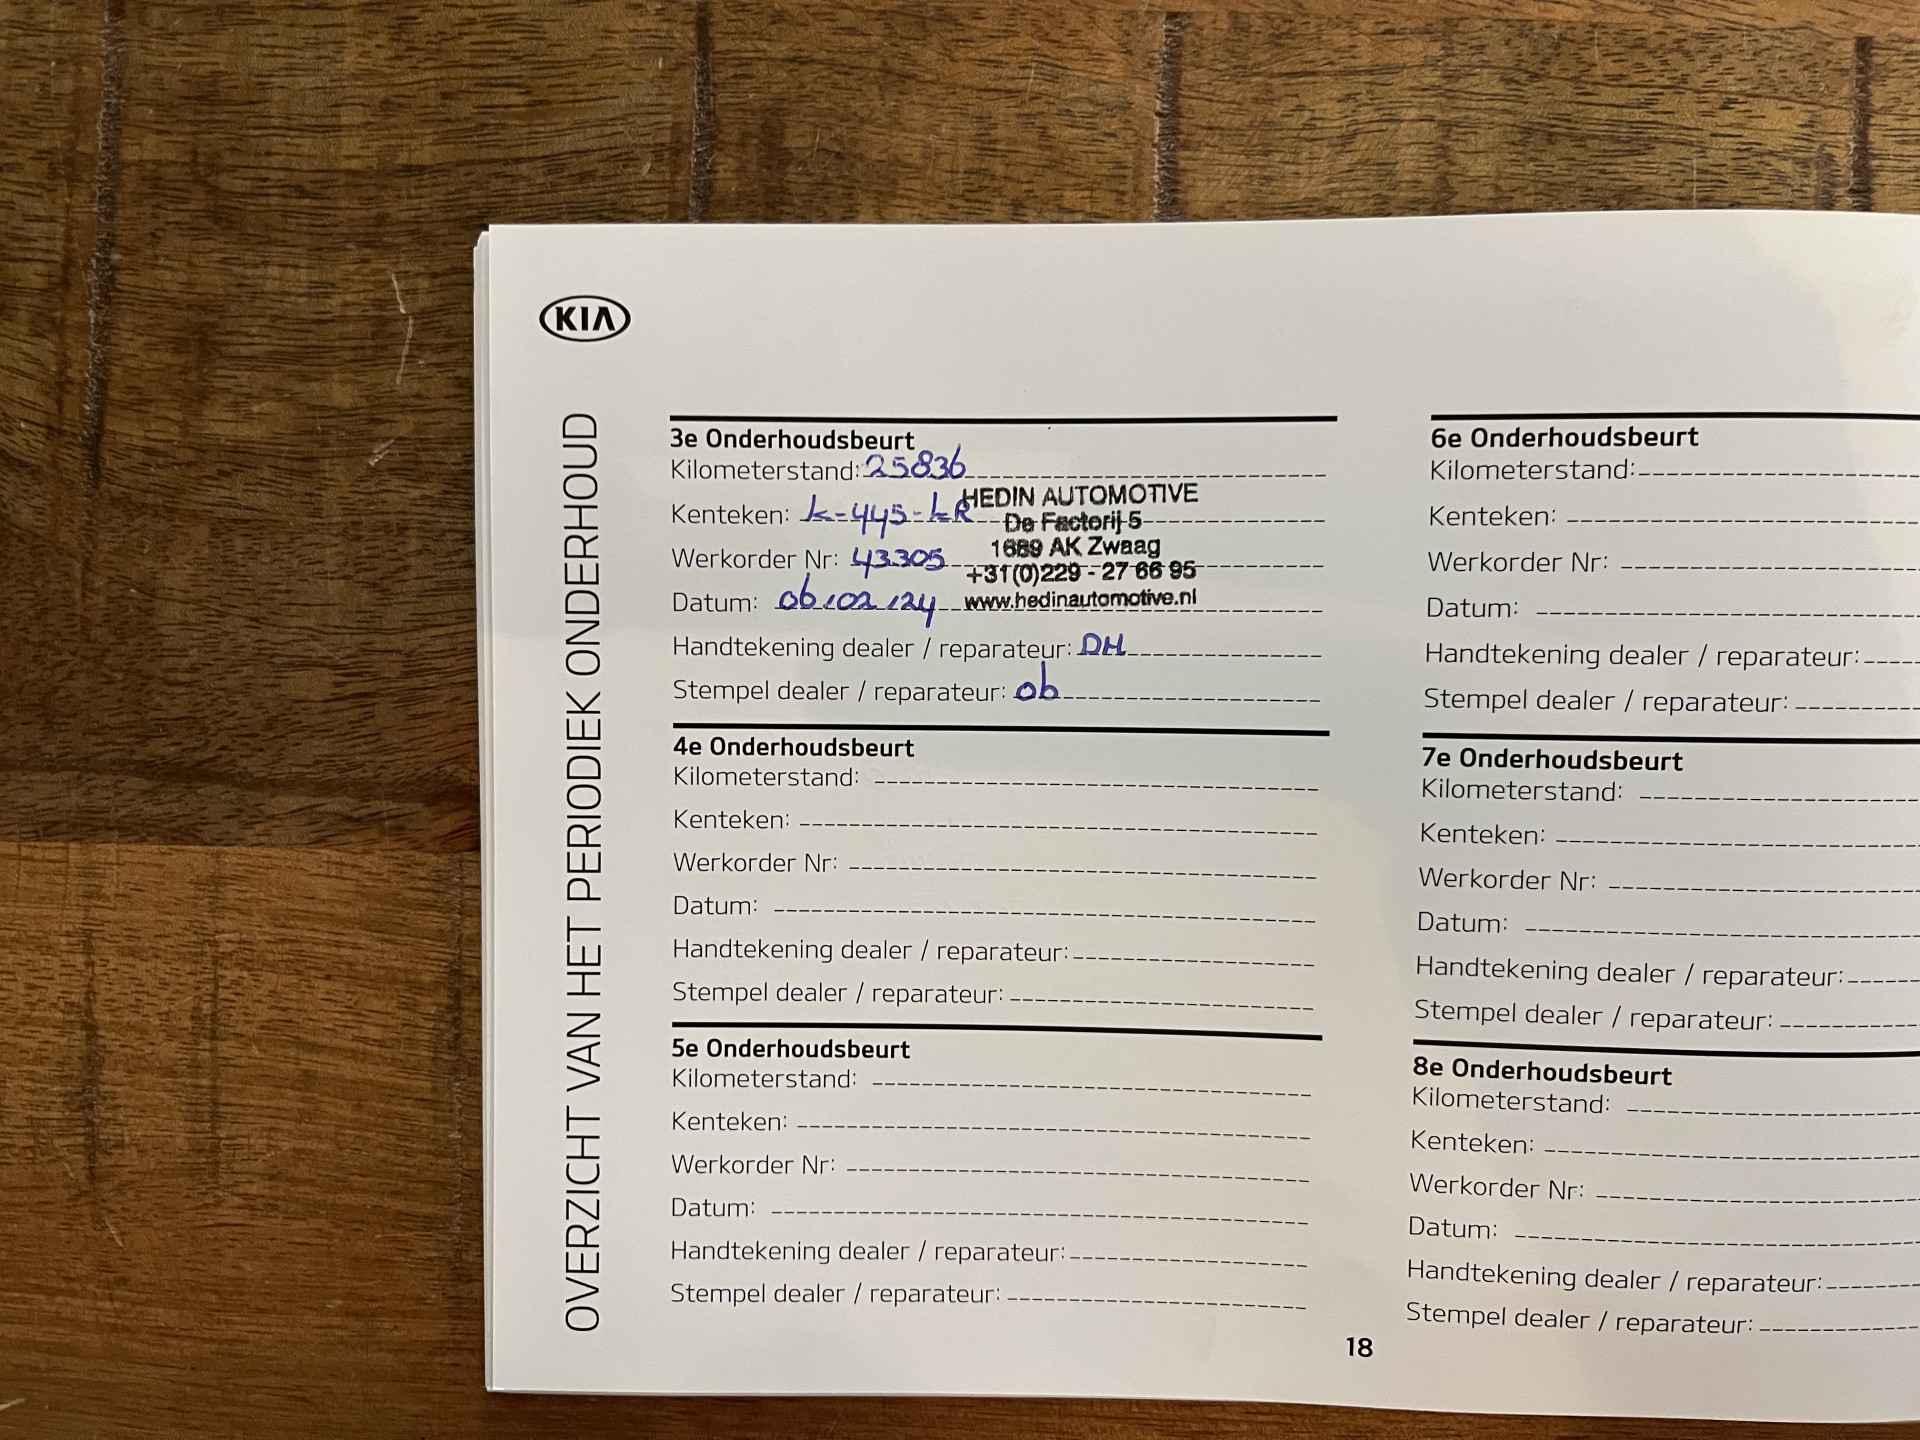 KIA
OVERZICHT VAN HET PERIODIEK ONDERHOUD
3e Onderhoudsbeurt
Kilometerstand: 25836
Kenteken: k-445-kR
Werkorder Nr: 43305
Datum: 06/02/24
Handtekening dealer / reparateur: DH
Stempel dealer / reparateur: 06
HEDIN AUTOMOTIVE
De Factorij 5
1689 AK Zwaag
+31(0)229 - 27 66 95
www.hedinautomotive.nl
4e Onderhoudsbeurt
Kilometerstand:
Kenteken:
Werkorder Nr:
Datum:
Handtekening dealer / reparateur:
Stempel dealer / reparateur:
5e Onderhoudsbeurt
Kilometerstand:
Kenteken:
Werkorder Nr:
Datum:
Handtekening dealer / reparateur:
Stempel dealer / reparateur:
6e Onderhoudsbeurt
Kilometerstand:
Kenteken:
Werkorder Nr:
Datum:
Handtekening dealer / reparateur:
Stempel dealer / reparateur:
7e Onderhoudsbeurt
Kilometerstand:
Kenteken:
Werkorder Nr:
Datum:
Handtekening dealer / reparateur:
Stempel dealer / reparateur:
8e Onderhoudsbeurt
Kilometerstand:
Kenteken:
Werkorder Nr:
Datum:
Handtekening dealer / reparateur:
Stempel dealer / reparateur:
18